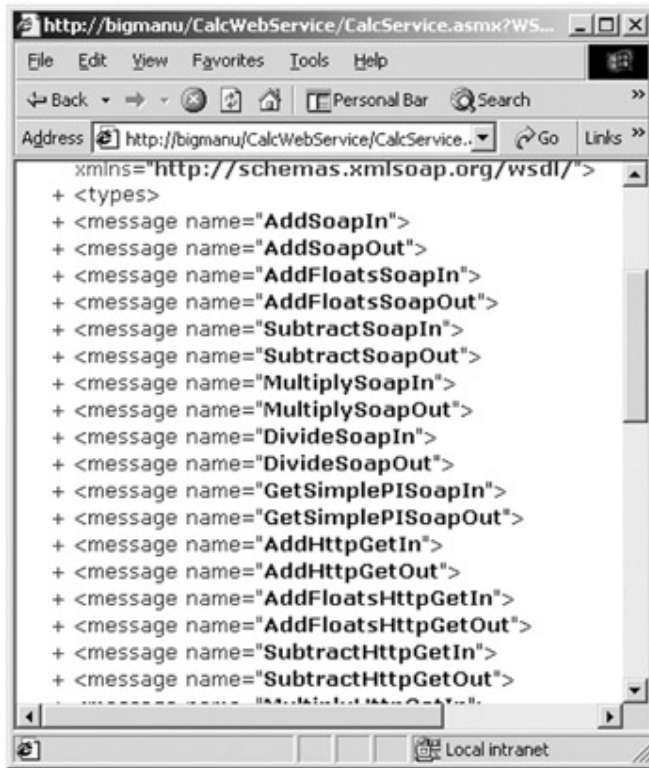 http://bigmanu/CalcWebService/CalcService.asmx?WS...
File Edit View Favorites Tools Help
Back Personal Bar Search »
Address http://bigmanu/CalcWebService/CalcService.. Go Links »
xmlns="http://schemas.xmlsoap.org/wsdl/">
+ <types>
+ <message name="AddSoapIn">
+ <message name="AddSoapOut">
+ <message name="AddFloatsSoapIn">
+ <message name="AddFloatsSoapOut">
+ <message name="SubtractSoapIn">
+ <message name="SubtractSoapOut">
+ <message name="MultiplySoapIn">
+ <message name="MultiplySoapOut">
+ <message name="DivideSoapIn">
+ <message name="DivideSoapOut">
+ <message name="GetSimplePISoapIn">
+ <message name="GetSimplePISoapOut">
+ <message name="AddHttpGetIn">
+ <message name="AddHttpGetOut">
+ <message name="AddFloatsHttpGetIn">
+ <message name="AddFloatsHttpGetOut">
+ <message name="SubtractHttpGetIn">
+ <message name="SubtractHttpGetOut">
Local intranet